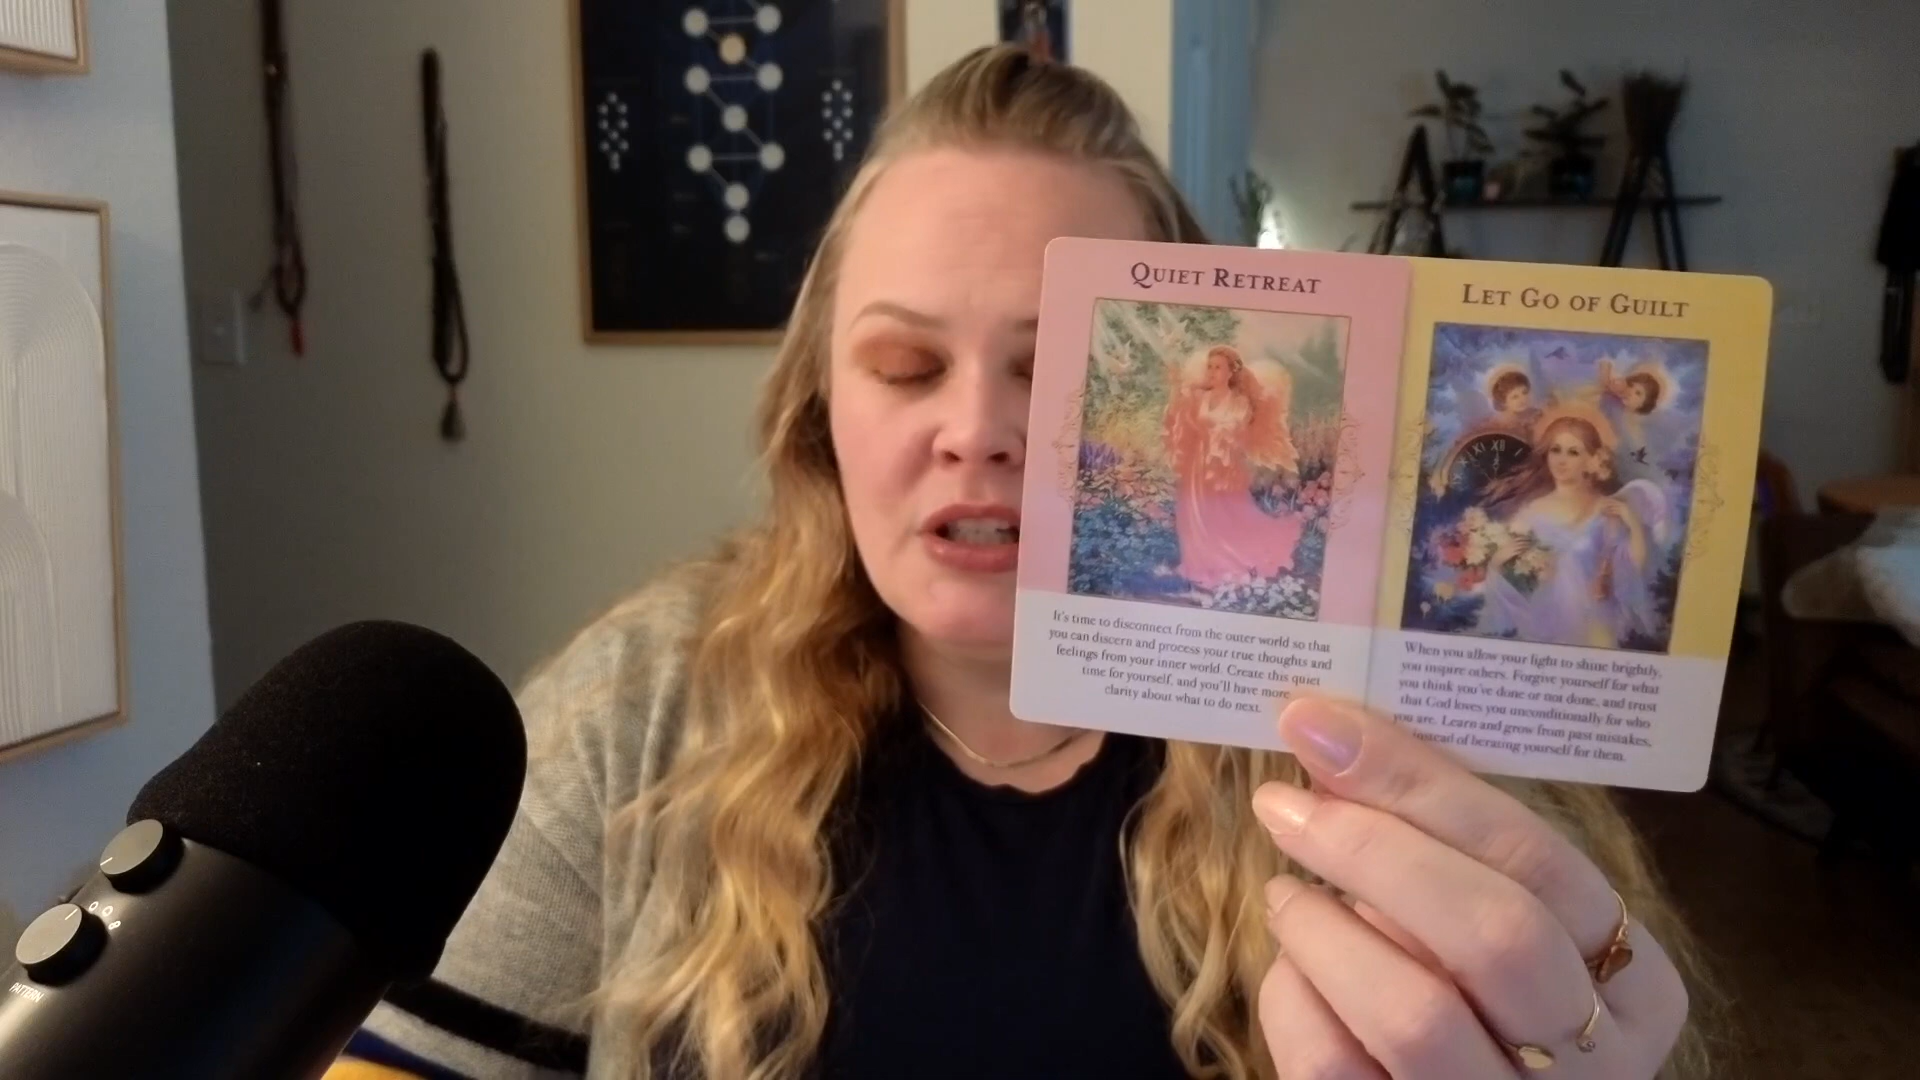 QUIET RETREAT
It's time to disconnect from the outer world so that
you can discern and process your true thoughts and
feelings from your inner world. Create this quiet
time for yourself, and you'll have more
clarity about what to do next.
LET GO OF GUILT
XI XII I
When you allow your light to shine brightly,
you inspire others. Forgive yourself for what
you think you've done or not done, and trust
that God loves you unconditionally for who
you are. Learn and grow from past mistakes,
instead of berating yourself for them.
PATTERN